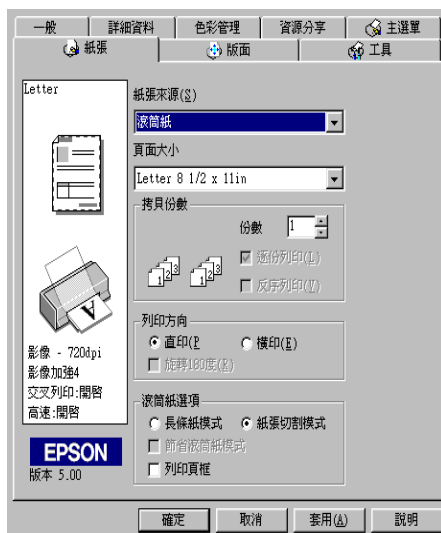 一般 詳細資料 色彩管理 資源分享 主選單
紙張 版面 工具
Letter
紙張來源(S)
滾筒紙
頁面大小
Letter 8 1/2 x 11in
拷貝份數
份數 1
逐份列印(L)
反序列印(V)
列印方向
直印(P 橫印(E)
旋轉180度(R)
滾筒紙選項
長條紙模式 紙張切割模式
節省滾筒紙模式
列印頁框
影像 - 720dpi
影像加強4
交叉列印:開啓
高速:開啓
EPSON
版本 5.00
確定 取消 套用(A) 說明